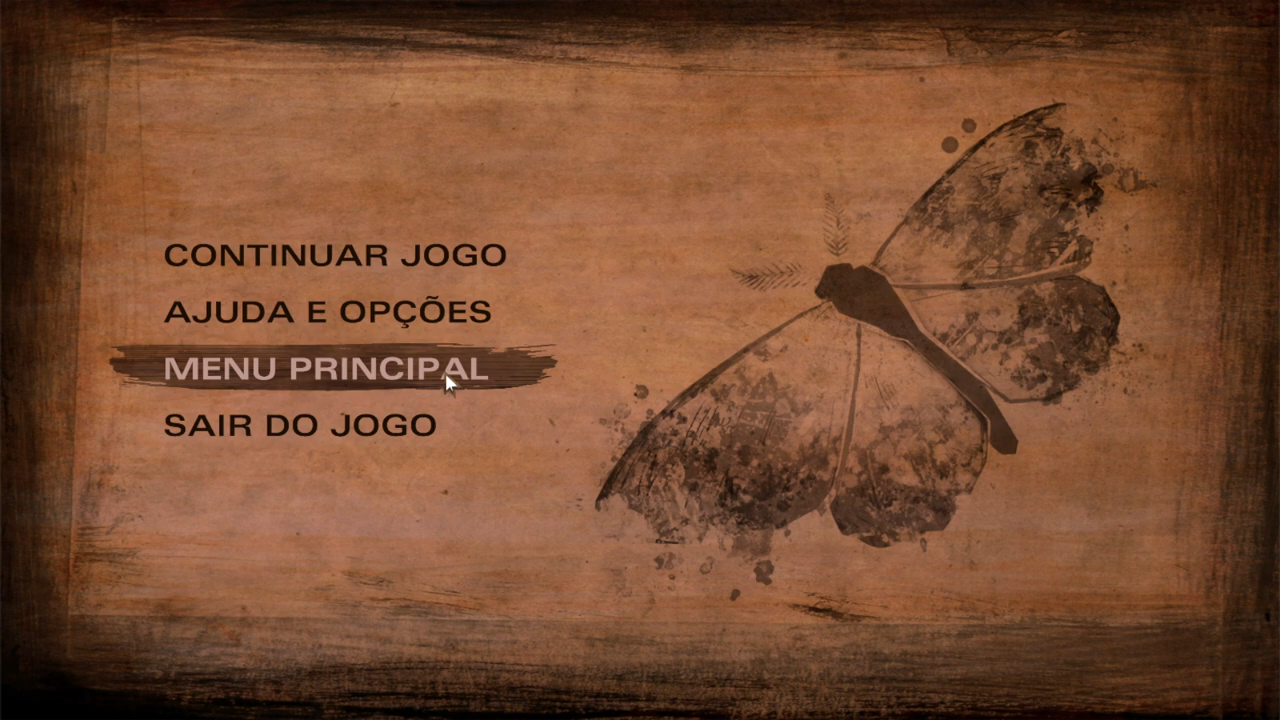 CONTINUAR JOGO
AJUDA E OPÇÕES
MENU PRINCIPAL
SAIR DO JOGO